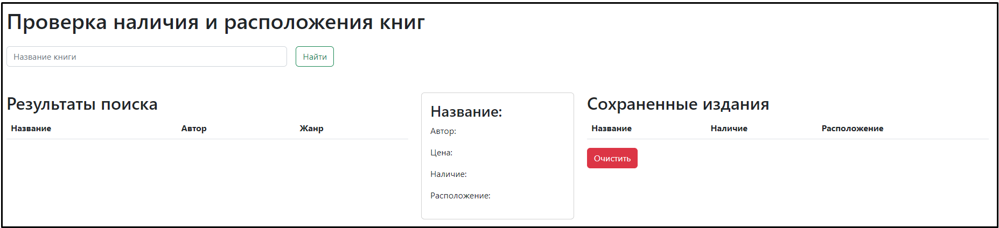 Проверка наличия и расположения книг
Название книги
Найти
Результаты поиска
Название Автор Жанр
Название:
Автор:
Цена:
Наличие:
Расположение:
Сохраненные издания
Название Наличие Расположение
Очистить